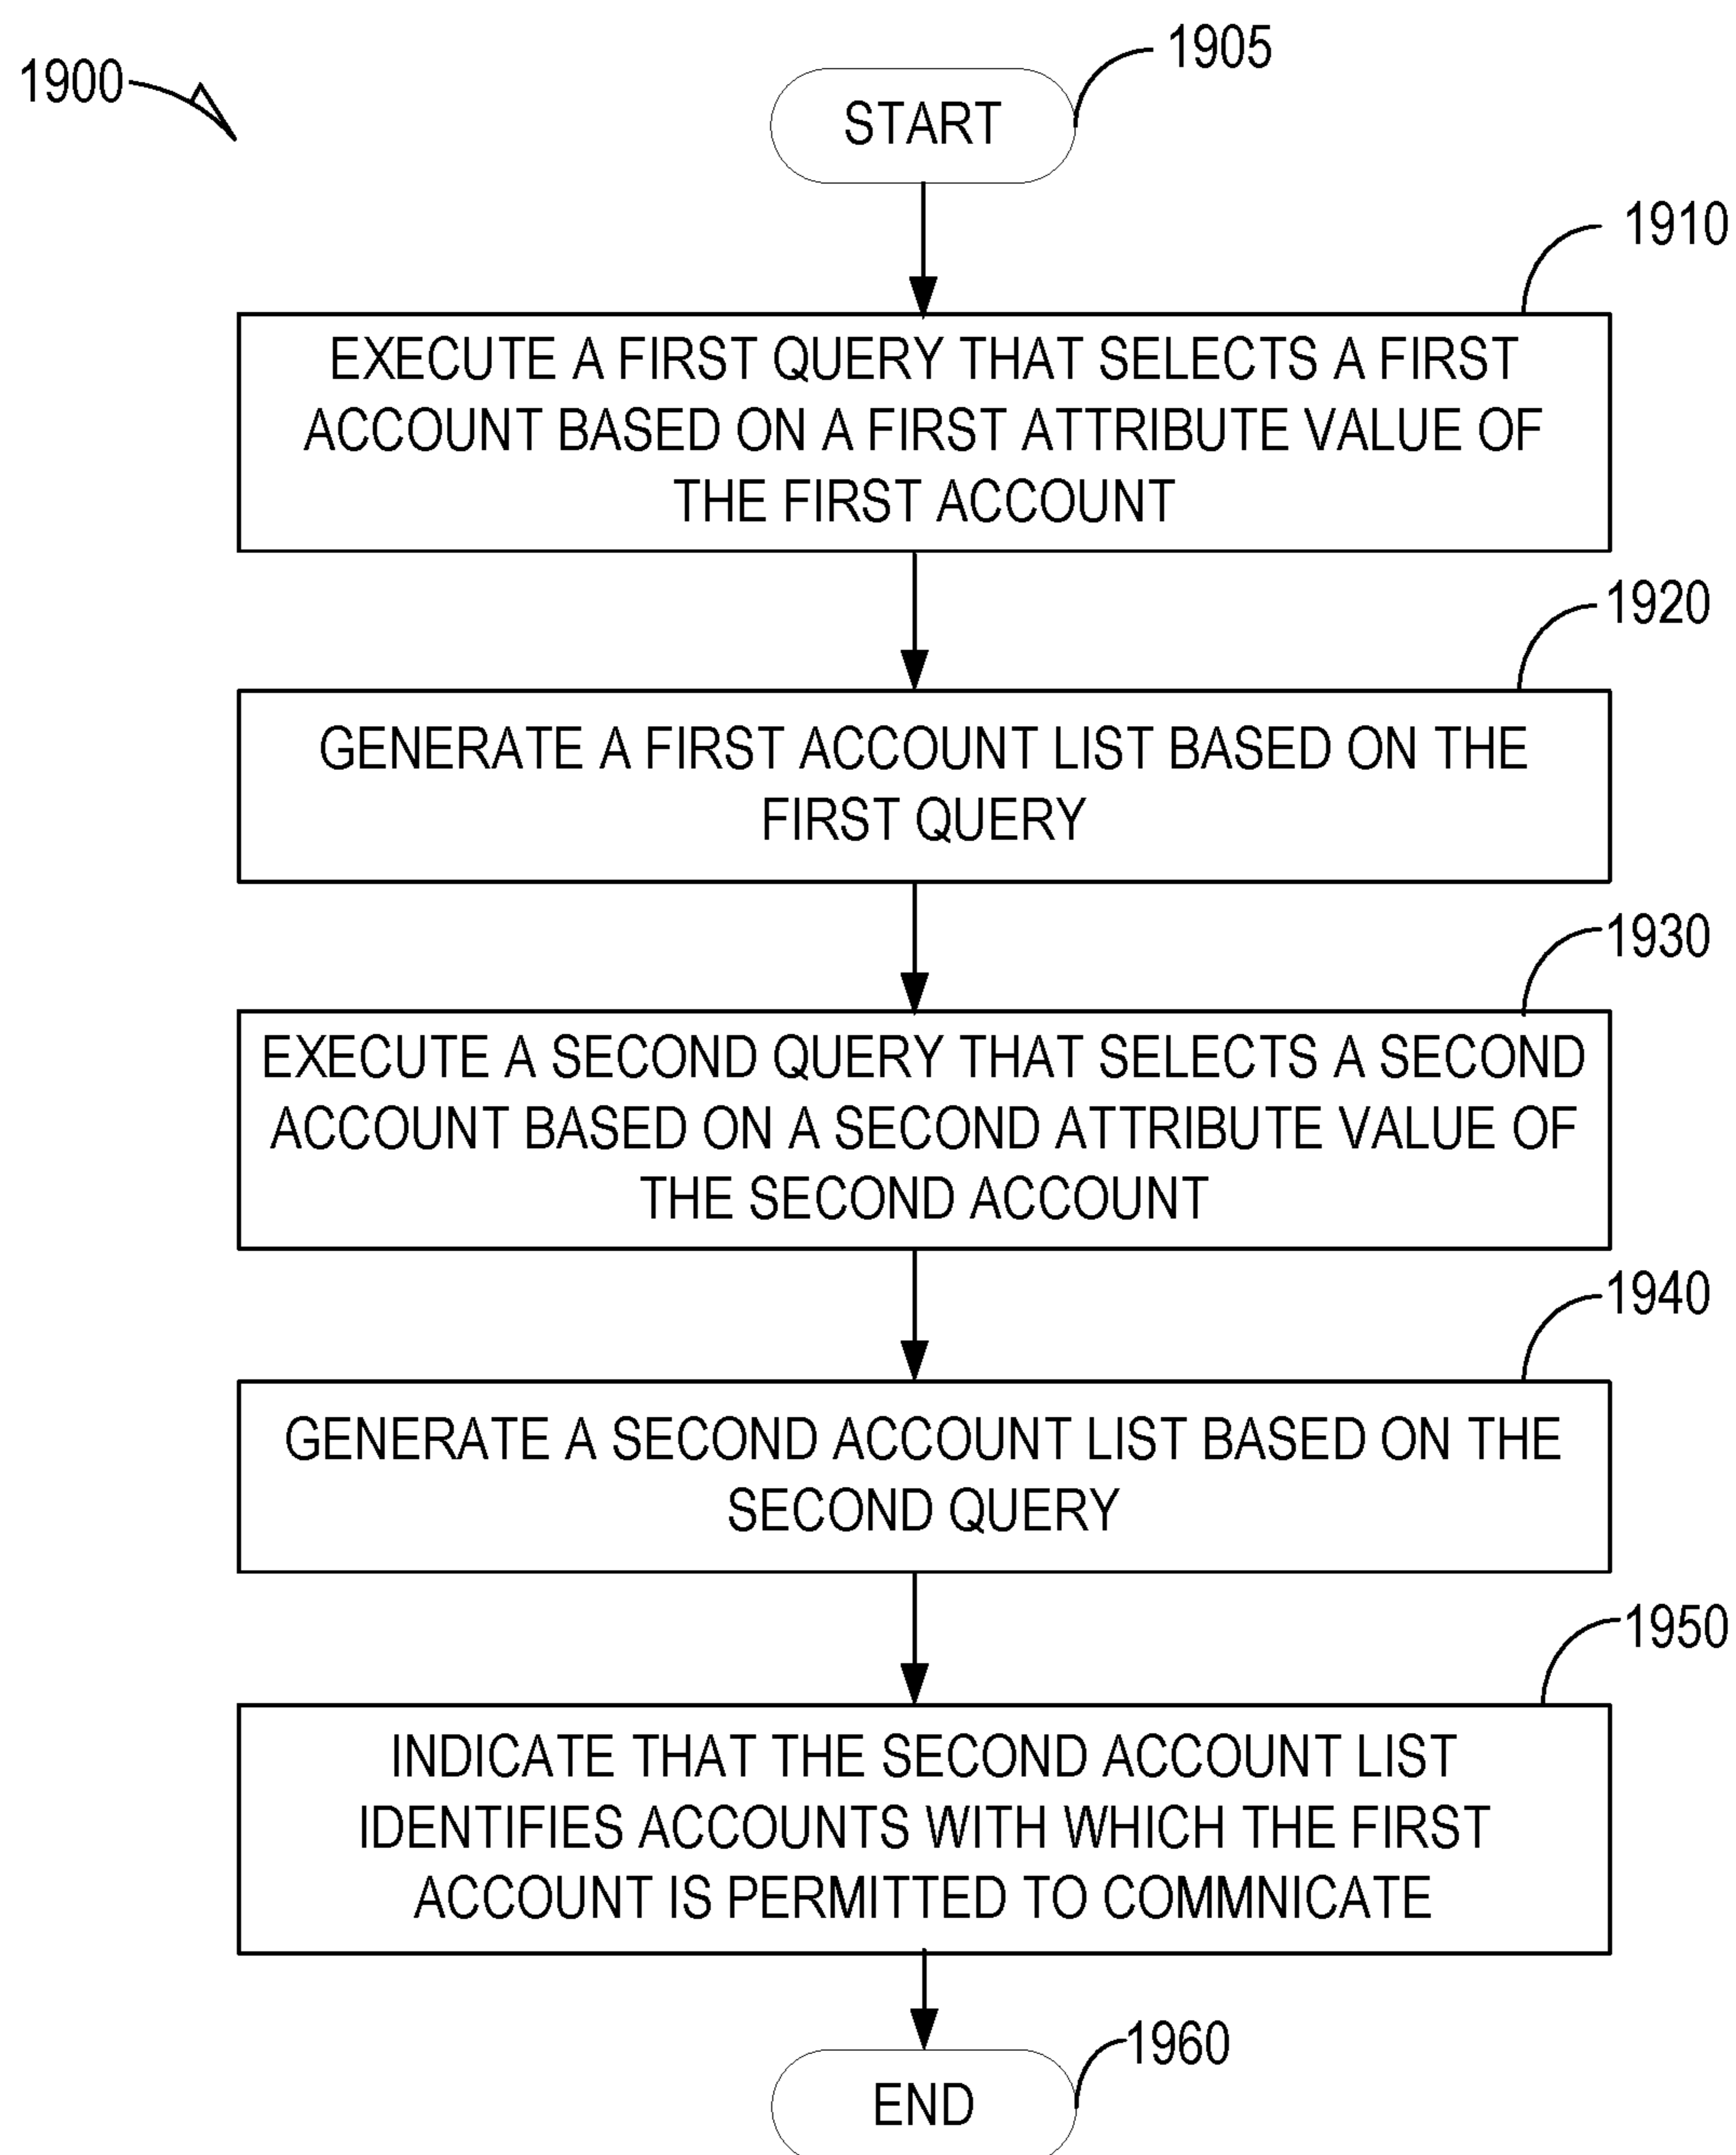 1900
1905
START
1910
EXECUTE A FIRST QUERY THAT SELECTS A FIRST
ACCOUNT BASED ON A FIRST ATTRIBUTE VALUE OF
THE FIRST ACCOUNT
1920
GENERATE A FIRST ACCOUNT LIST BASED ON THE
FIRST QUERY
1930
EXECUTE A SECOND QUERY THAT SELECTS A SECOND
ACCOUNT BASED ON A SECOND ATTRIBUTE VALUE OF
THE SECOND ACCOUNT
1940
GENERATE A SECOND ACCOUNT LIST BASED ON THE
SECOND QUERY
1950
INDICATE THAT THE SECOND ACCOUNT LIST
IDENTIFIES ACCOUNTS WITH WHICH THE FIRST
ACCOUNT IS PERMITTED TO COMMNICATE
1960
END